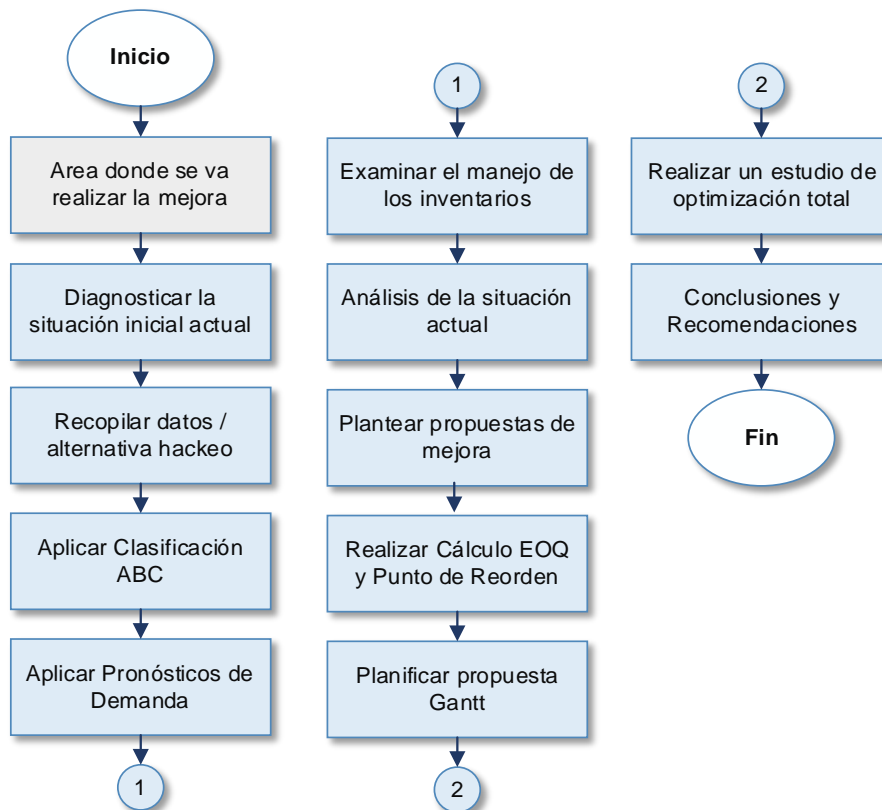 Inicio
Area donde se va
realizar la mejora
Diagnosticar la
situación inicial actual
Recopilar datos /
alternativa hackeo
Aplicar Clasificación
ABC
Aplicar Pronósticos de
Demanda
1
1
Examinar el manejo de
los inventarios
Análisis de la situación
actual
Plantear propuestas de
mejora
Realizar Cálculo EOQ
y Punto de Reorden
Planificar propuesta
Gantt
2
2
Realizar un estudio de
optimización total
Conclusiones y
Recomendaciones
Fin